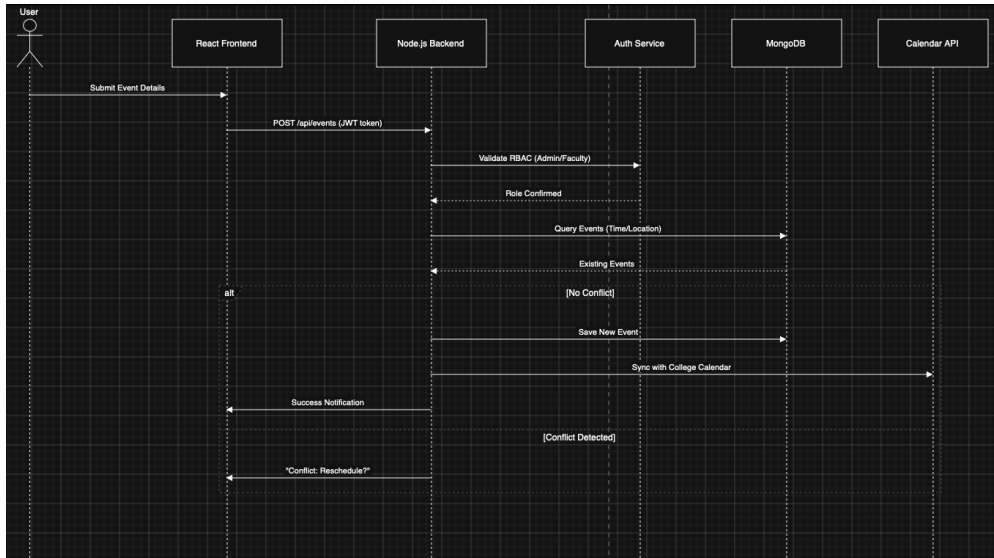 User
React Frontend
Node.js Backend
Auth Service
MongoDB
Calendar API
Submit Event Details
POST /api/events (JWT token)
Validate RBAC (Admin/Faculty)
Role Confirmed
Query Events (Time/Location)
Existing Events
alt
[No Conflict]
Save New Event
Sync with College Calendar
Success Notification
[Conflict Detected]
"Conflict: Reschedule?"